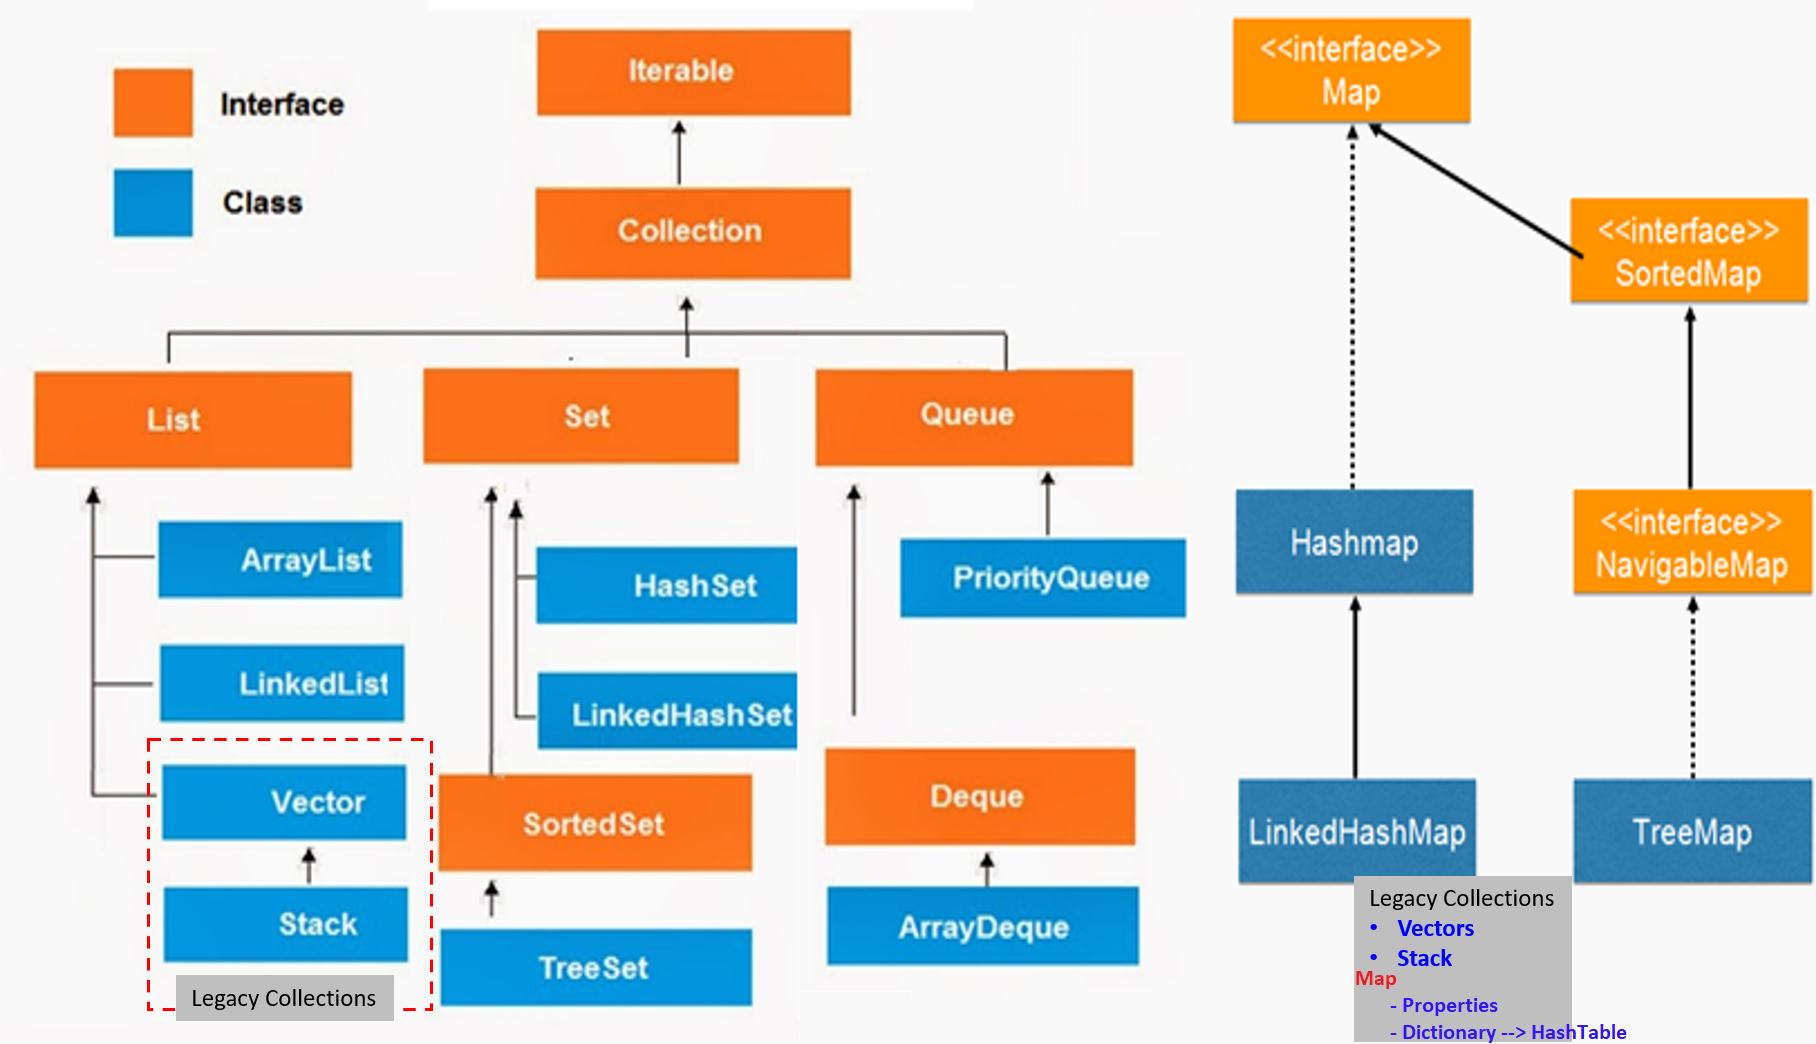 Interface
Class
Iterable
Collection
List
Set
Queue
ArrayList
LinkedList
Vector
Stack
Legacy Collections
HashSet
LinkedHashSet
SortedSet
TreeSet
PriorityQueue
Deque
ArrayDeque
<<interface>>
Map
<<interface>>
SortedMap
Hashmap
<<interface>>
NavigableMap
LinkedHashMap
TreeMap
Legacy Collections
• Vectors
• Stack
Map
- Properties
- Dictionary --> HashTable